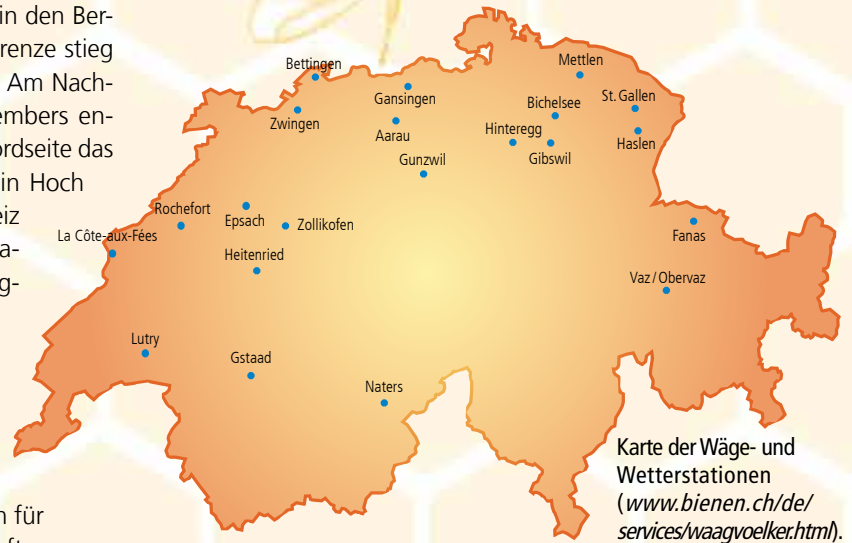 in den Ber-
renze stieg
Am Nach-
embers en-
ordseite das
in Hoch
eiz
a-
g-
n für
Bettingen
Zwingen
Gansingen
Aarau
Gunzwil
Mettlen
Bichelsee
St. Gallen
Hinteregg
Gibswil
Haslen
Rochefort
Epsach
Zollikofen
La Côte-aux-Fées
Heitenried
Fanas
Vaz/Obervaz
Lutry
Gstaad
Naters
Karte der Wäge- und
Wetterstationen
(www.bienen.ch/de/
services/waagvoelker.html).